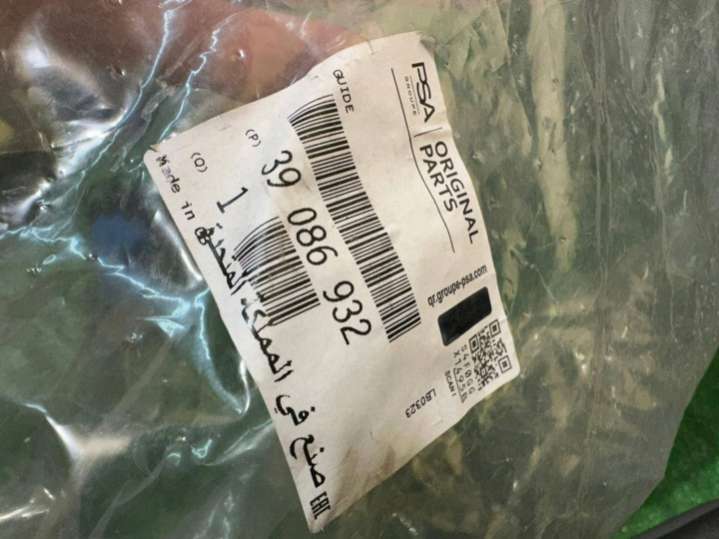 PSA
GROUPE
ORIGINAL
PARTS
GUIDE
(P)
39 086 932
(Q)
1
qr.groupe-psa.com
SCAN !
LB0323
Made in
صنع في المملكة المتحدة
EAC